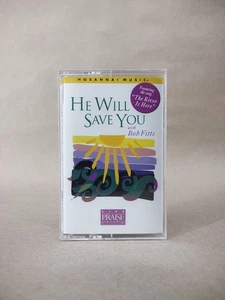 HOSANNA! MUSIC
Featuring
the song
"The River
Is Here"
HE WILL
SAVE YOU
with
Bob Fitts
PRAISE